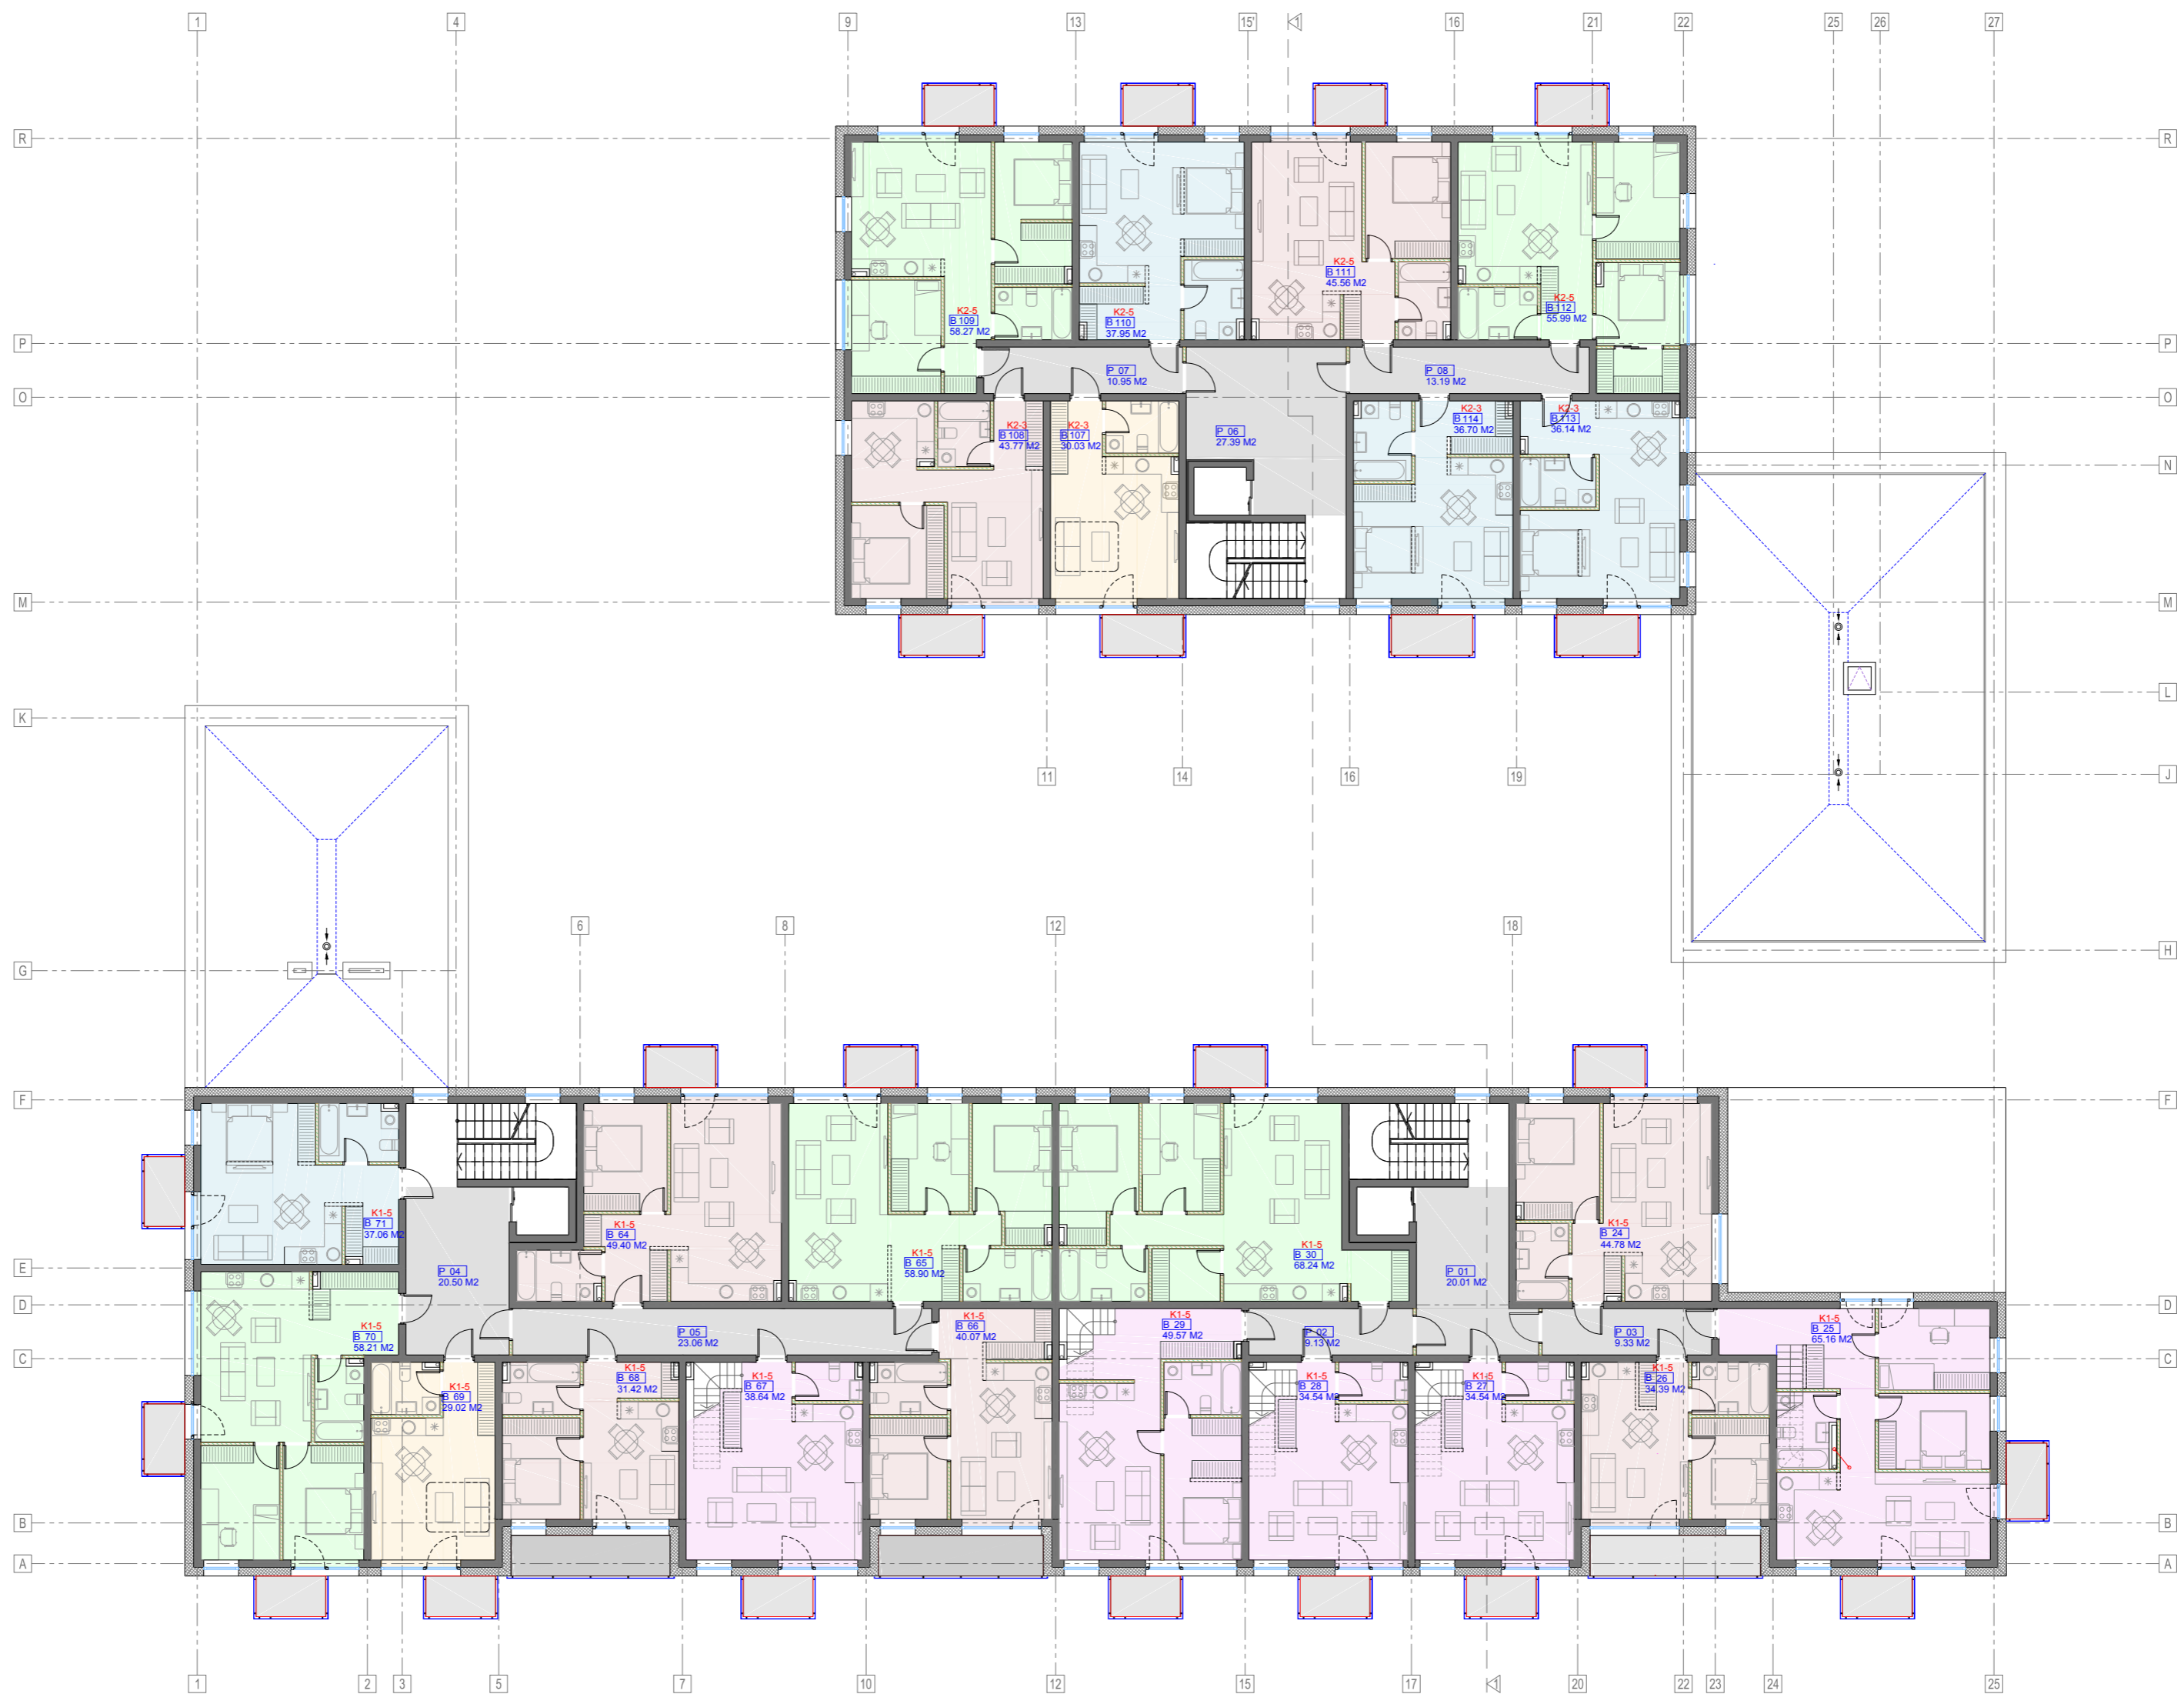 1 4 9 13 15' 1 16 21 22 25 26 27
R R
K2-5
B 109
58.27 M2
K2-5
B 110
37.95 M2
K2-5
B 111
45.56 M2
K2-5
B 112
55.99 M2
P P
P 07
10.95 M2
P 08
13.19 M2
O O
K2-3
B 108
43.77 M2
K2-3
B 107
30.03 M2
P 06
27.39 M2
K2-3
B 114
36.70 M2
K2-3
B 113
36.14 M2
N
M M
L
K
11 14 16 19 J
6 8 12 18
H
G
F F
K1-5
B 71
37.06 M2
K1-5
B 64
49.40 M2
K1-5
B 65
58.90 M2
K1-5
B 30
68.24 M2
K1-5
B 24
44.78 M2
E E
P 04
20.50 M2
P 01
20.01 M2
D D
K1-5
B 70
58.21 M2
P 05
23.06 M2
K1-5
B 66
40.07 M2
K1-5
B 29
49.57 M2
P 02
9.13 M2
P 03
9.33 M2
K1-5
B 25
65.16 M2
C C
K1-5
B 69
29.02 M2
K1-5
B 68
31.42 M2
K1-5
B 67
38.64 M2
K1-5
B 28
34.54 M2
K1-5
B 27
34.54 M2
K1-5
B 26
34.39 M2
B B
A A
1 2 3 5 7 10 12 15 17 1 20 22 23 24 25